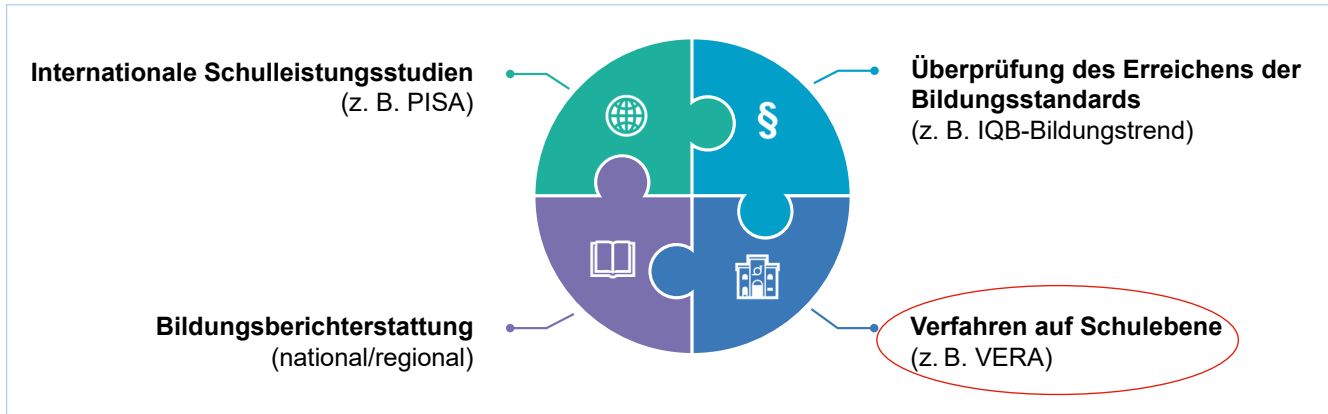 Internationale Schulleistungsstudien
(z. B. PISA)
§
Überprüfung des Erreichens der
Bildungsstandards
(z. B. IQB-Bildungstrend)
Bildungsberichterstattung
(national/regional)
Verfahren auf Schulebene
(z. B. VERA)